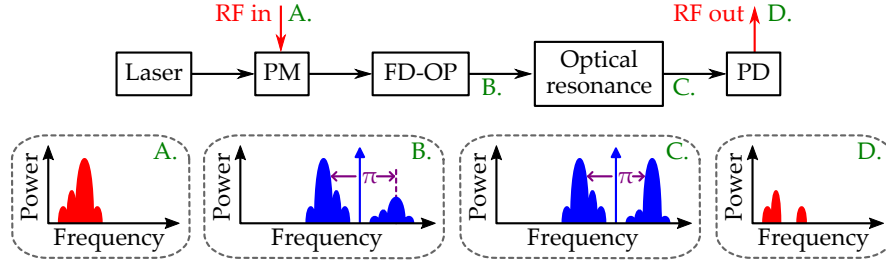 RF in A. RF out D.
Laser PM FD-OP B. Optical resonance C. PD
A. B. C. D.
π π
Power Power Power Power
Frequency Frequency Frequency Frequency